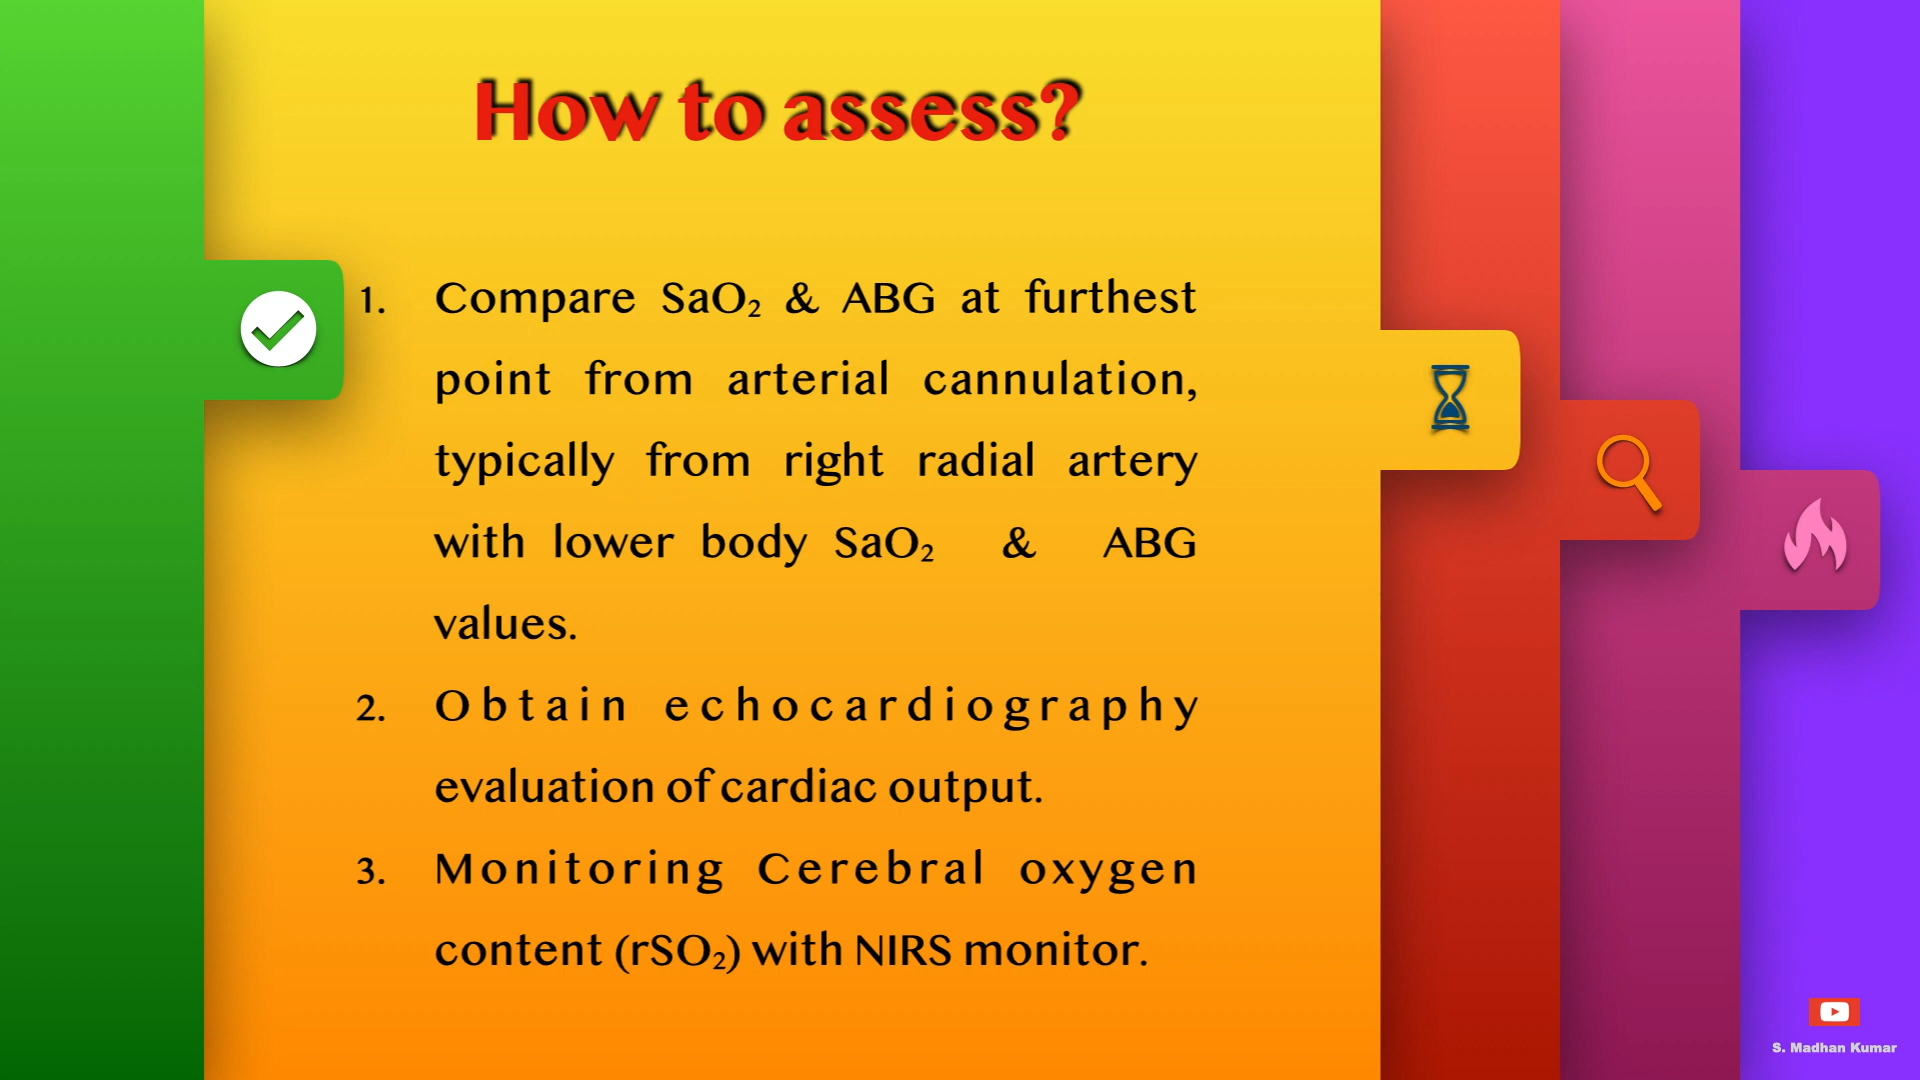 How to assess?
1. Compare SaO₂ & ABG at furthest
point from arterial cannulation,
typically from right radial artery
with lower body SaO₂ & ABG
values.
2. Obtain echocardiography
evaluation of cardiac output.
3. Monitoring Cerebral oxygen
content (rSO₂) with NIRS monitor.
S. Madhan Kumar